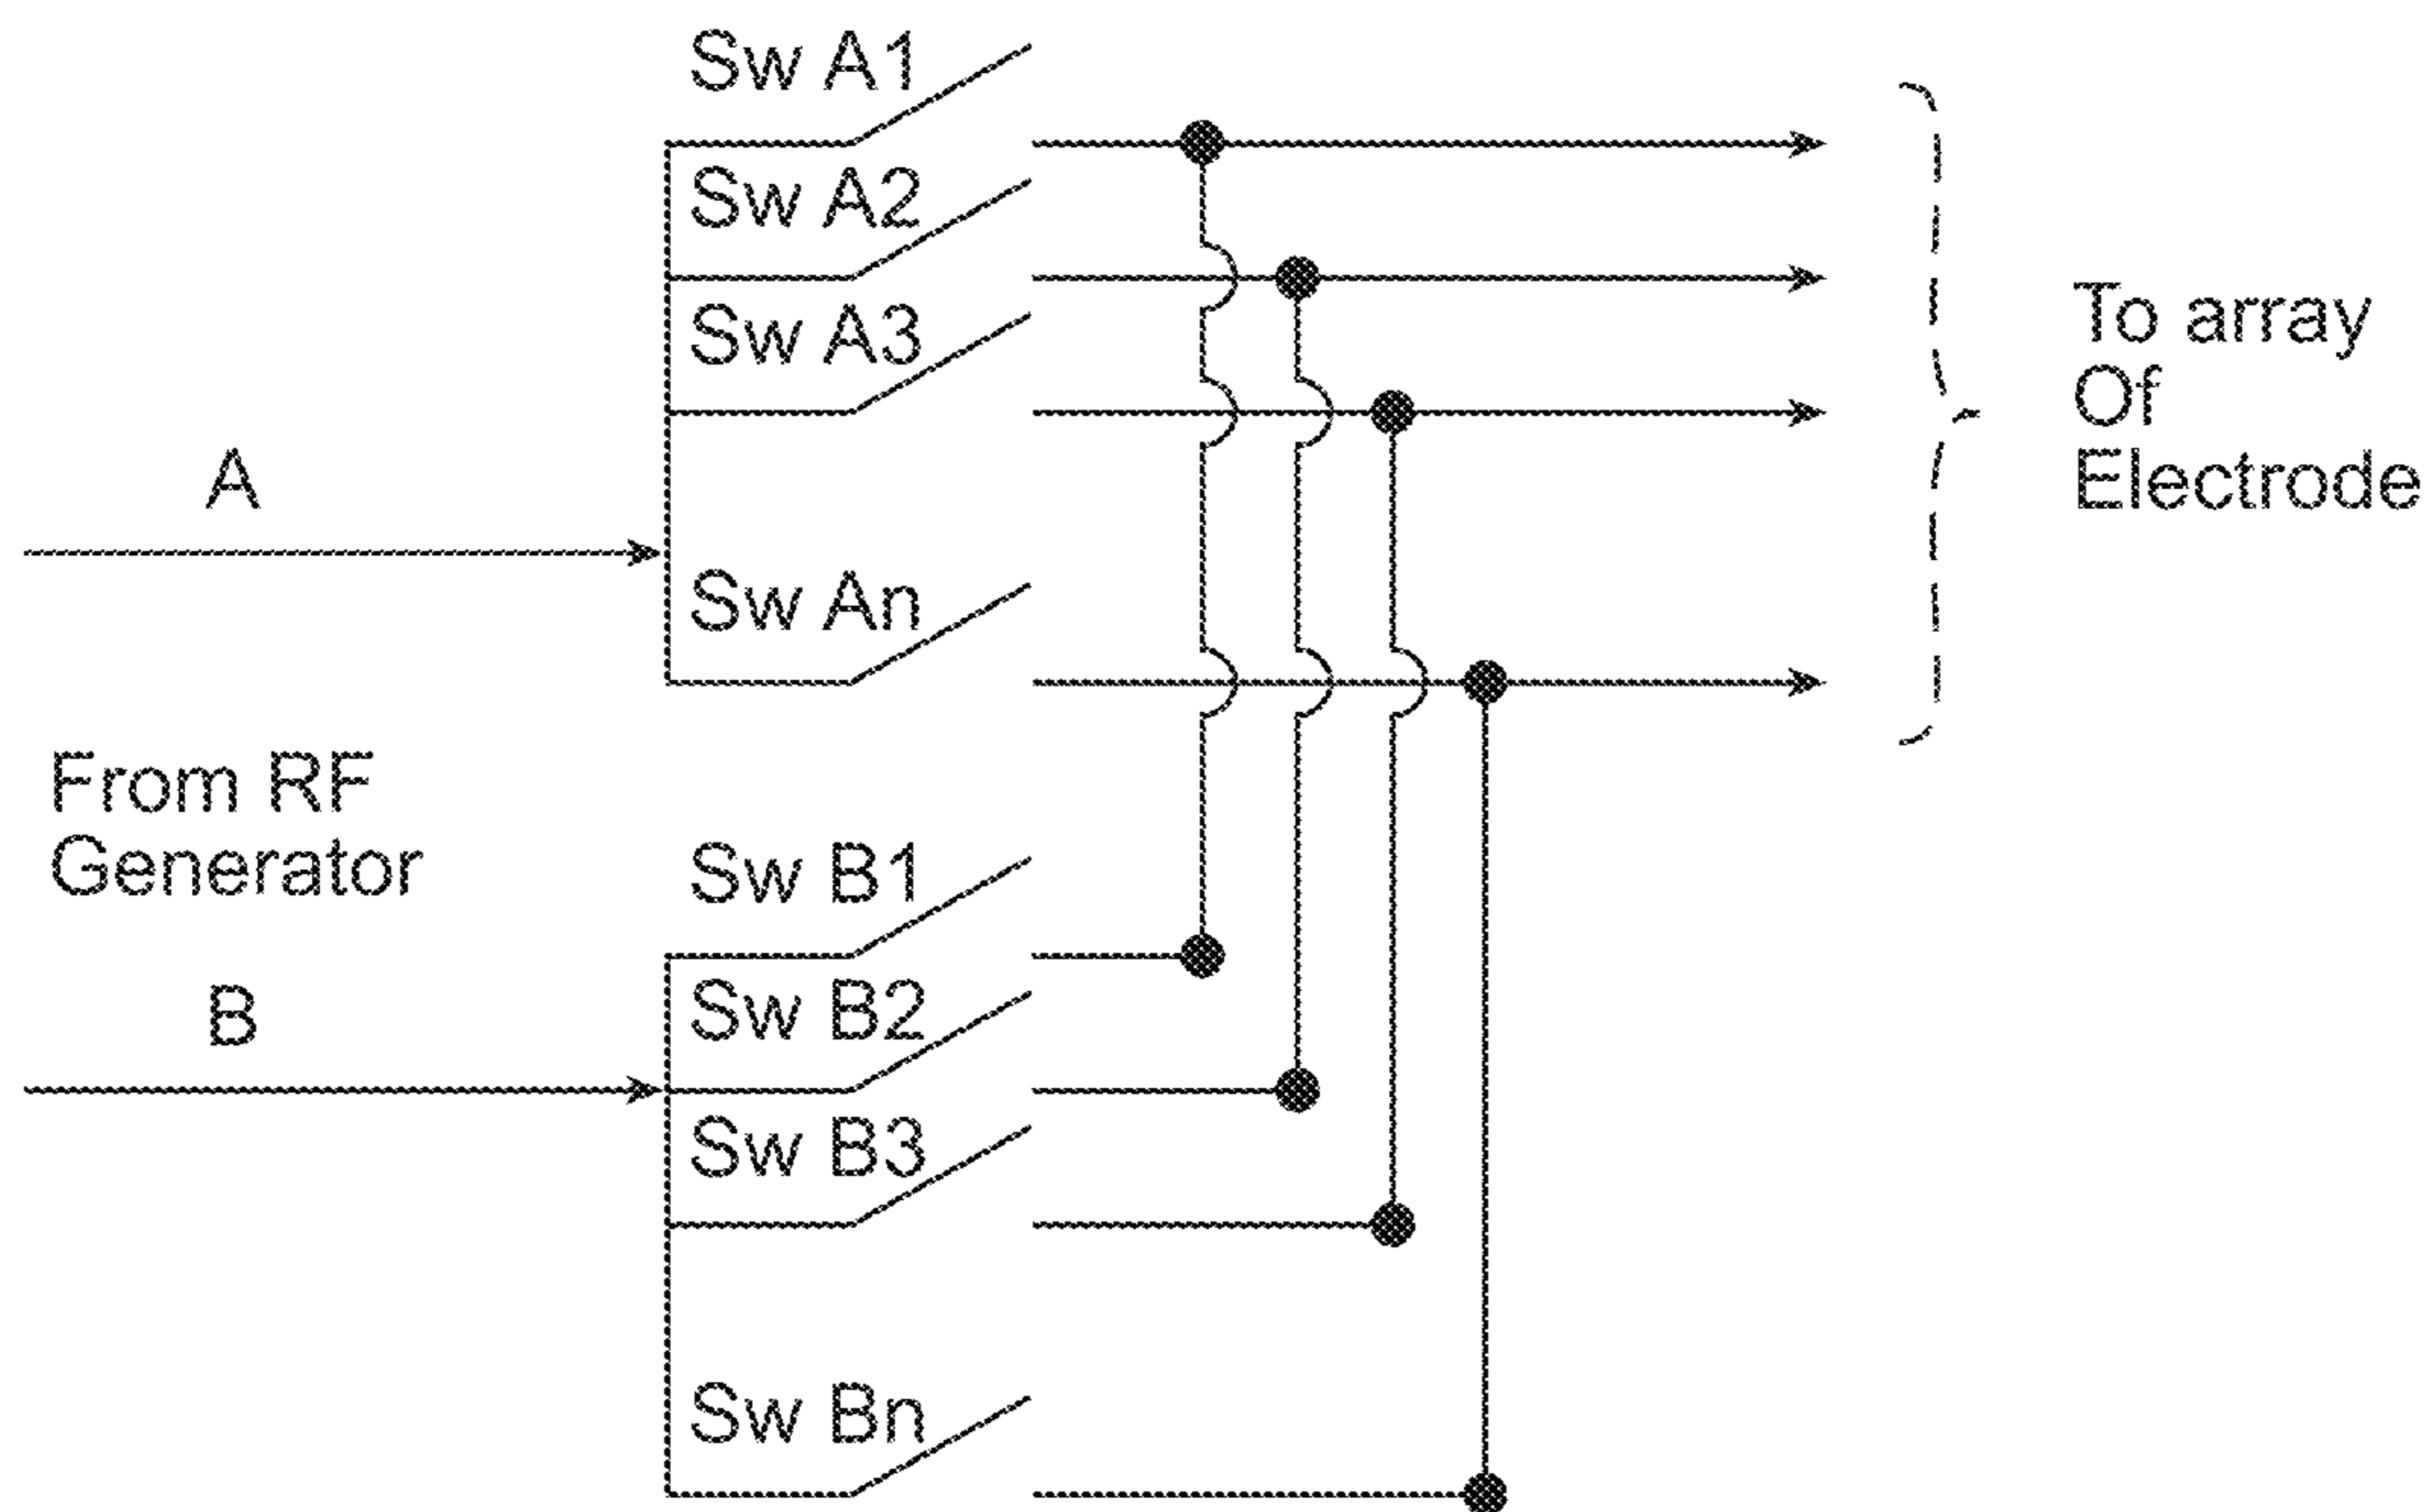 Sw A1
Sw A2
Sw A3
A
Sw An
To array
Of
Electrode
From RF
Generator
Sw B1
B
Sw B2
Sw B3
Sw Bn